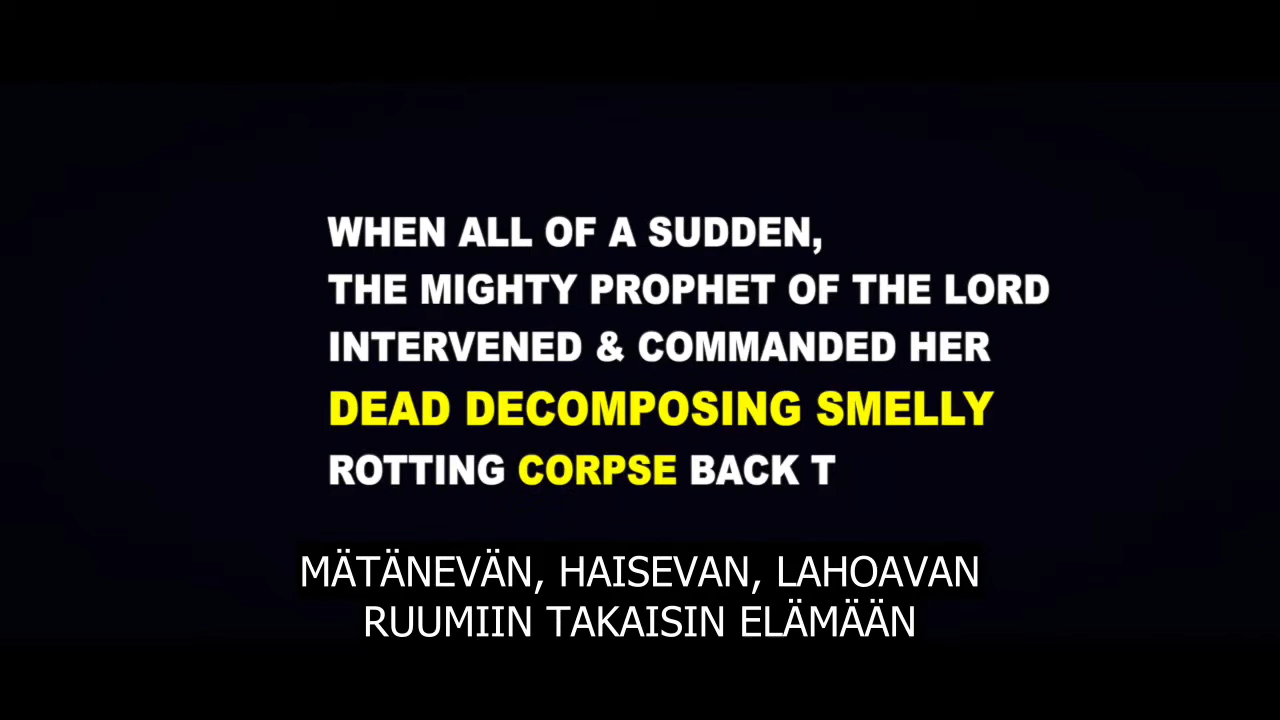 WHEN ALL OF A SUDDEN,
THE MIGHTY PROPHET OF THE LORD
INTERVENED & COMMANDED HER
DEAD DECOMPOSING SMELLY
ROTTING CORPSE BACK T
MÄTÄNEVÄN, HAISEVAN, LAHOAVAN
RUUMIIN TAKAISIN ELÄMÄÄN